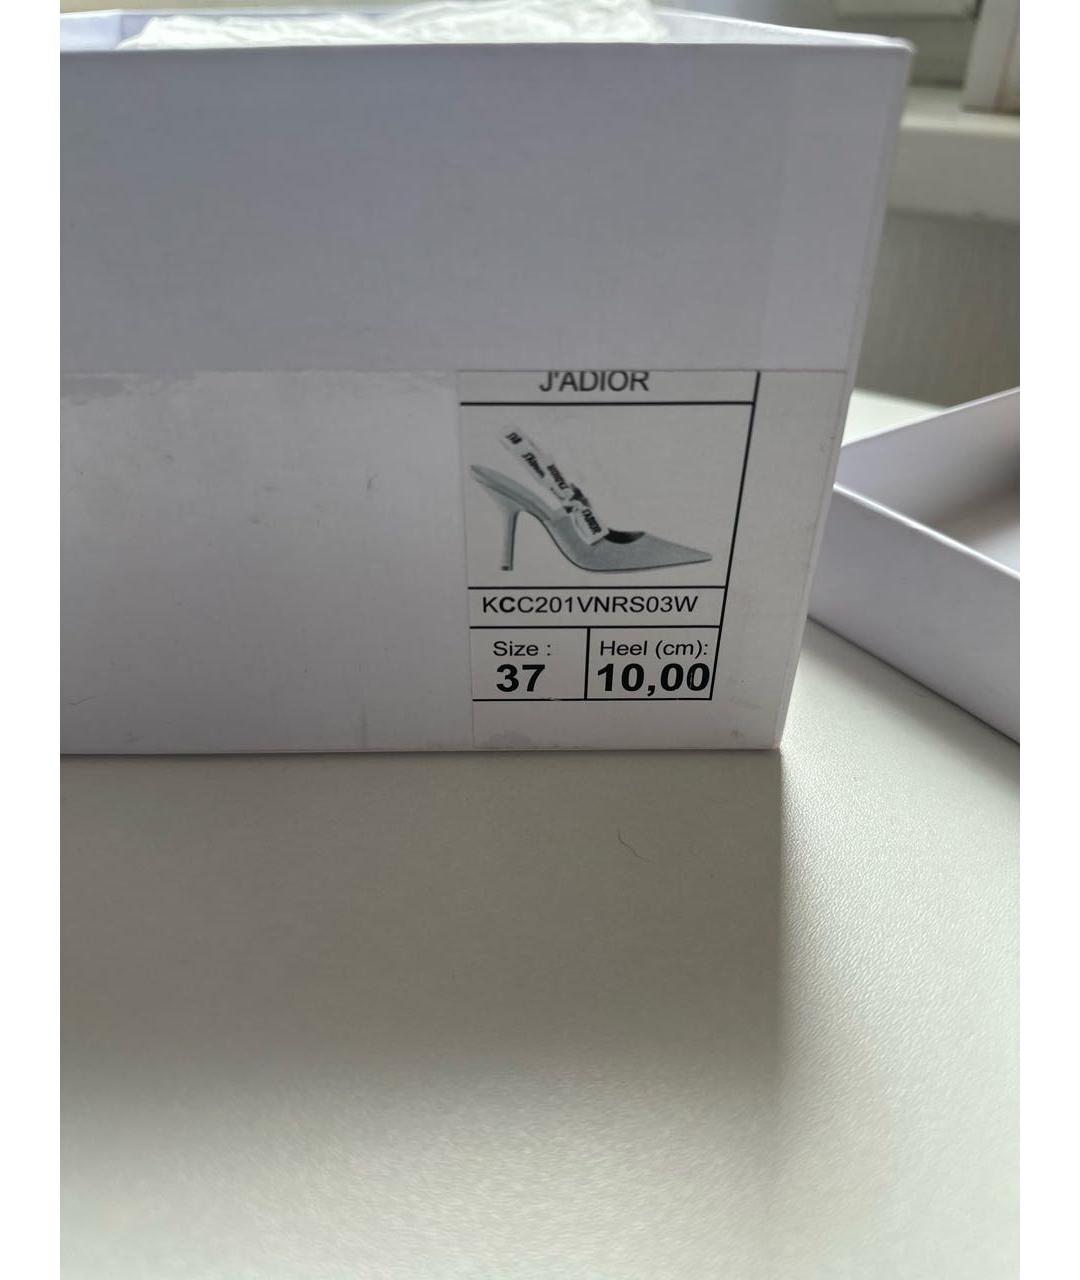 J'ADIOR
KCC201VNRS03W
Size :
37
Heel (cm):
10,00